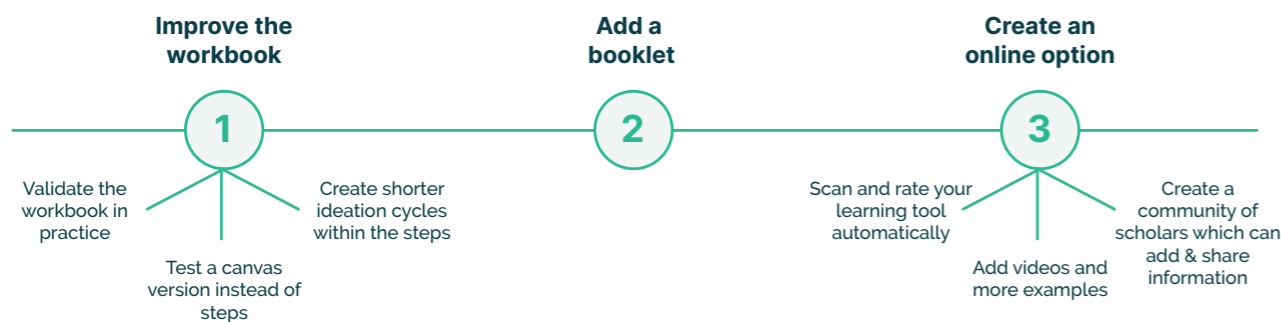 Improve the
workbook
1
Validate the
workbook in
practice
Test a canvas
version instead of
steps
Create shorter
ideation cycles
within the steps
Add a
booklet
2
Create an
online option
3
Scan and rate your
learning tool
automatically
Add videos and
more examples
Create a
community of
scholars which can
add & share
information